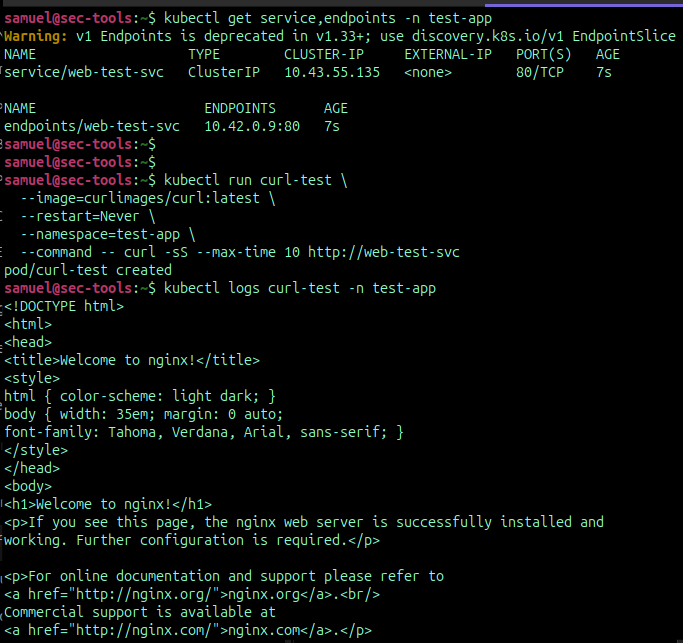 samuel@sec-tools:~$ kubectl get service,endpoints -n test-app
Warning: v1 Endpoints is deprecated in v1.33+; use discovery.k8s.io/v1 EndpointSlice
NAME                   TYPE        CLUSTER-IP     EXTERNAL-IP   PORT(S)   AGE
service/web-test-svc   ClusterIP   10.43.55.135   <none>        80/TCP    7s

NAME                     ENDPOINTS      AGE
endpoints/web-test-svc   10.42.0.9:80   7s
samuel@sec-tools:~$
samuel@sec-tools:~$
samuel@sec-tools:~$ kubectl run curl-test \
  --image=curlimages/curl:latest \
  --restart=Never \
  --namespace=test-app \
  --command -- curl -sS --max-time 10 http://web-test-svc
pod/curl-test created
samuel@sec-tools:~$ kubectl logs curl-test -n test-app
<!DOCTYPE html>
<html>
<head>
<title>Welcome to nginx!</title>
<style>
html { color-scheme: light dark; }
body { width: 35em; margin: 0 auto;
font-family: Tahoma, Verdana, Arial, sans-serif; }
</style>
</head>
<body>
<h1>Welcome to nginx!</h1>
<p>If you see this page, the nginx web server is successfully installed and
working. Further configuration is required.</p>

<p>For online documentation and support please refer to
<a href="http://nginx.org/">nginx.org</a>.<br/>
Commercial support is available at
<a href="http://nginx.com/">nginx.com</a>.</p>